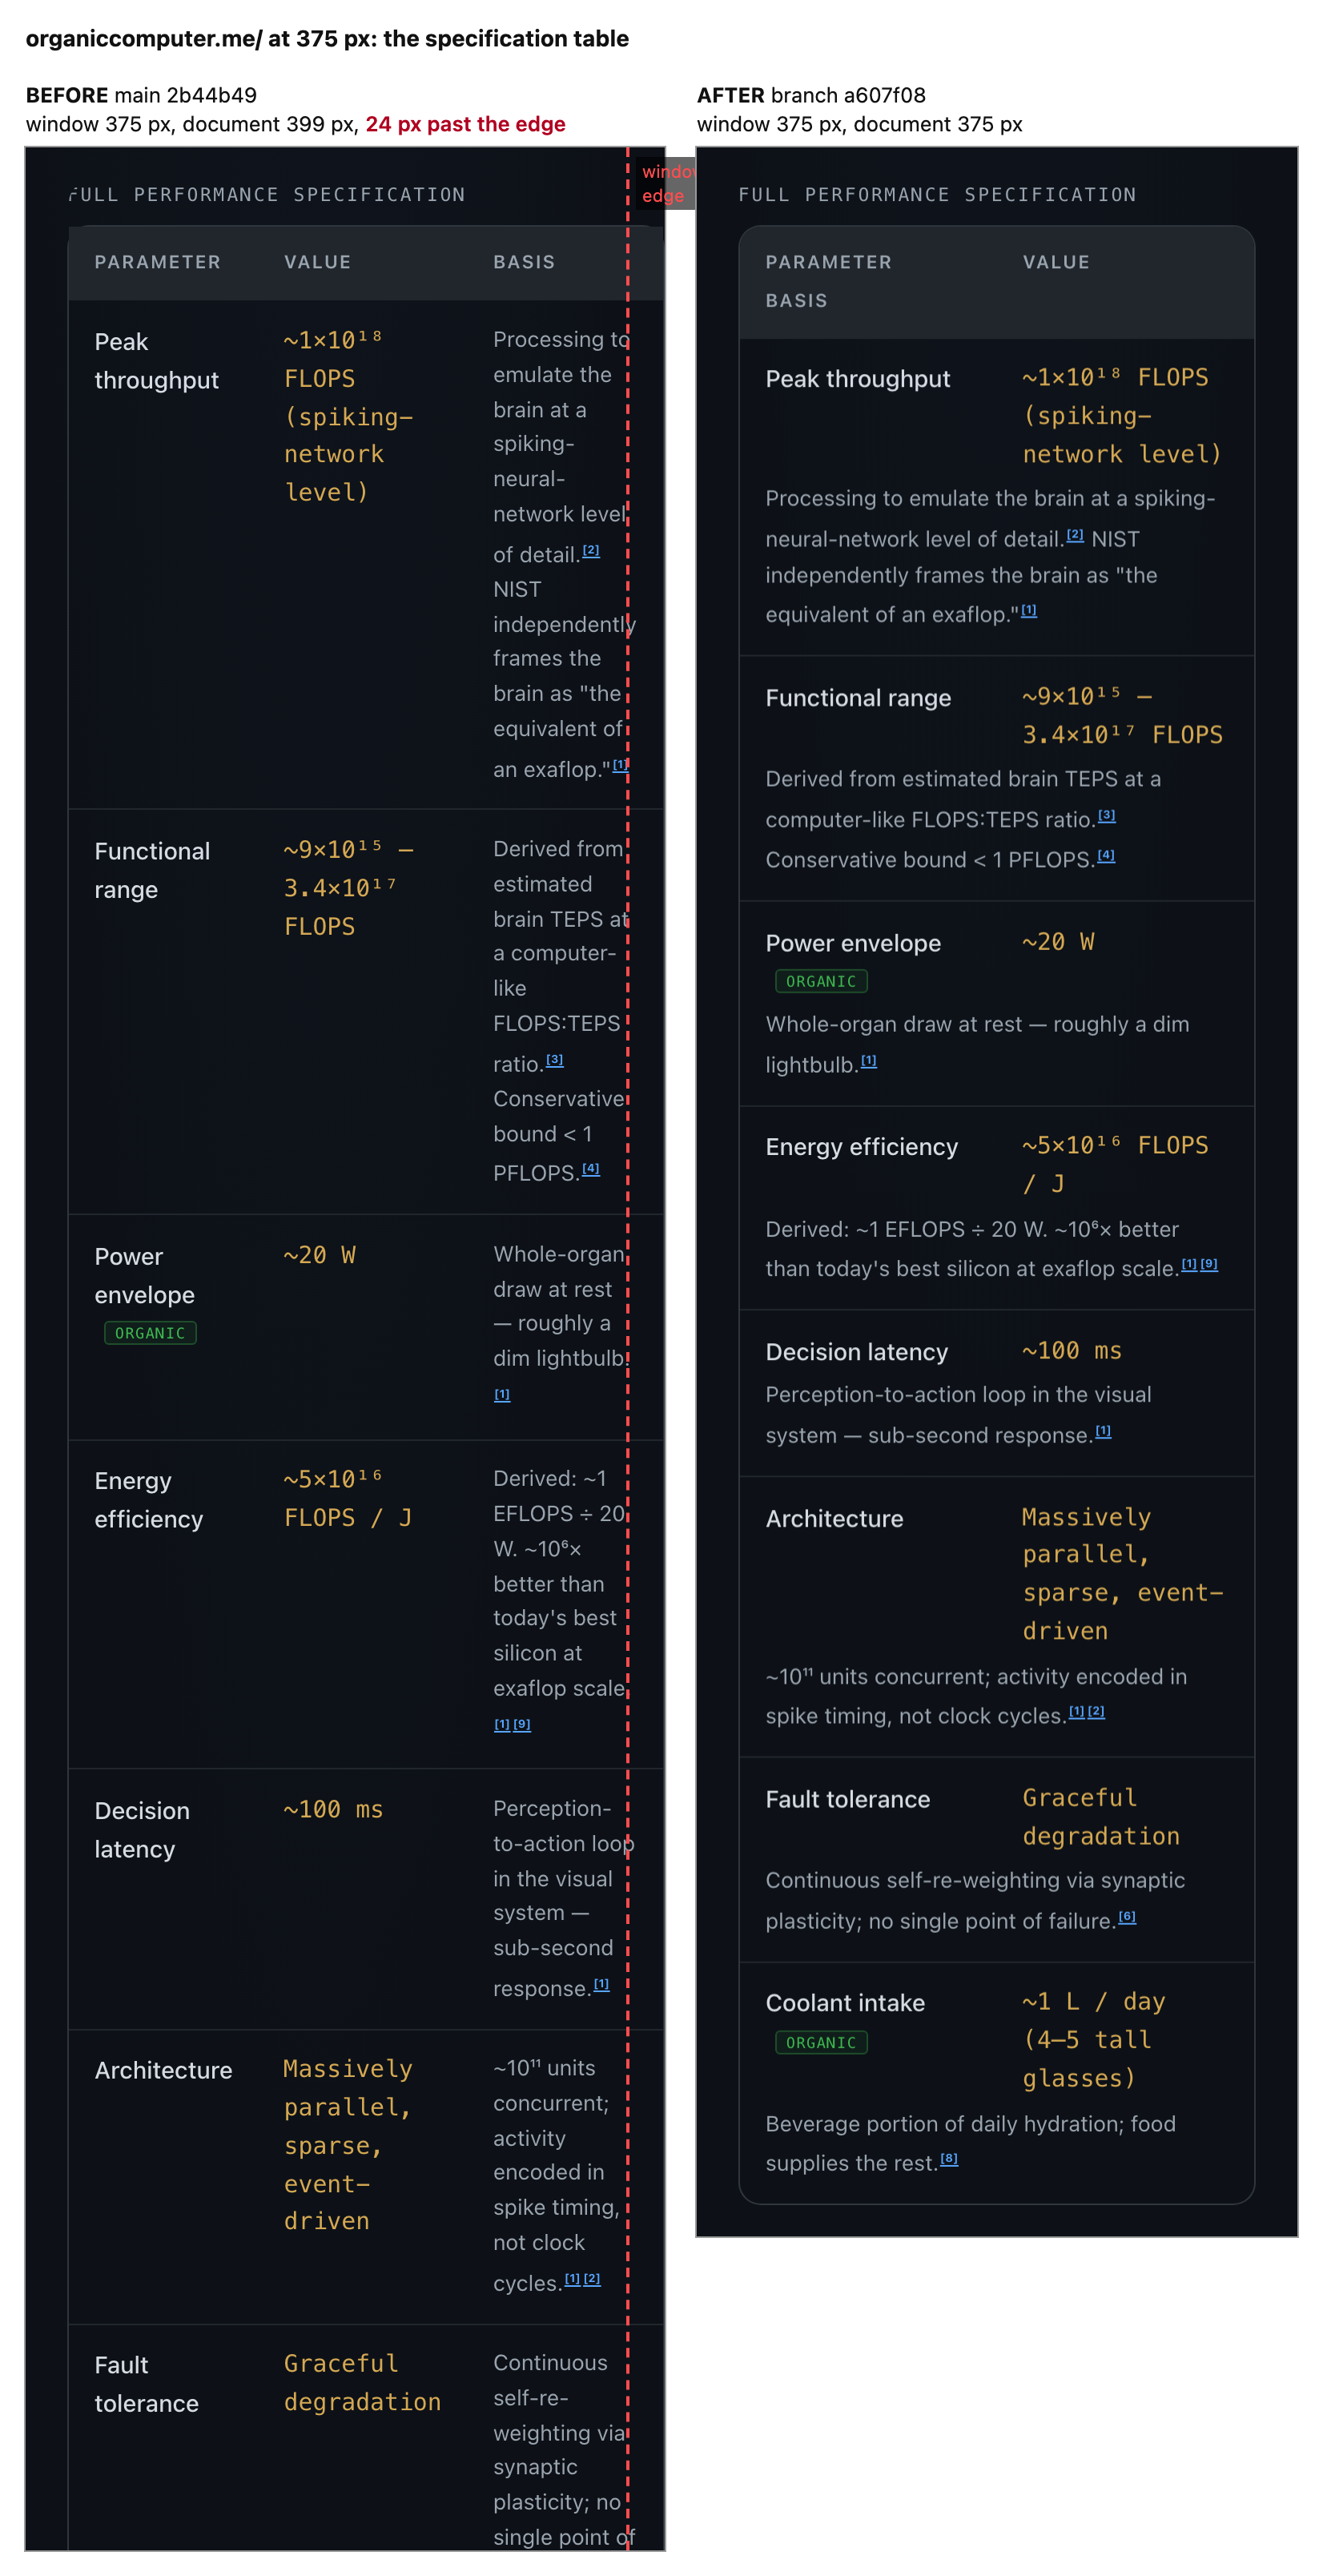 organiccomputer.me/ at 375 px: the specification table
BEFORE main 2b44b49
window 375 px, document 399 px, 24 px past the edge
FULL PERFORMANCE SPECIFICATION
window
edge
PARAMETER VALUE BASIS
Peak
throughput
~1×10¹⁸
FLOPS
(spiking-
network
level)
Processing to
emulate the
brain at a
spiking-
neural-
network level
of detail.[2]
NIST
independently
frames the
brain as "the
equivalent of
an exaflop."[1]
Functional
range
~9×10¹⁵ –
3.4×10¹⁷
FLOPS
Derived from
estimated
brain TEPS at
a computer-
like
FLOPS:TEPS
ratio.[3]
Conservative
bound < 1
PFLOPS.[4]
Power
envelope
ORGANIC
~20 W
Whole-organ
draw at rest
— roughly a
dim lightbulb.
[1]
Energy
efficiency
~5×10¹⁶
FLOPS / J
Derived: ~1
EFLOPS ÷ 20
W. ~10⁶×
better than
today's best
silicon at
exaflop scale.
[1][9]
Decision
latency
~100 ms
Perception-
to-action loop
in the visual
system —
sub-second
response.[1]
Architecture
Massively
parallel,
sparse,
event-
driven
~10¹¹ units
concurrent;
activity
encoded in
spike timing,
not clock
cycles.[1][2]
Fault
tolerance
Graceful
degradation
Continuous
self-re-
weighting via
synaptic
plasticity; no
single point of
AFTER branch a607f08
window 375 px, document 375 px
FULL PERFORMANCE SPECIFICATION
PARAMETER VALUE
BASIS
Peak throughput
~1×10¹⁸ FLOPS
(spiking-
network level)
Processing to emulate the brain at a spiking-
neural-network level of detail.[2] NIST
independently frames the brain as "the
equivalent of an exaflop."[1]
Functional range
~9×10¹⁵ –
3.4×10¹⁷ FLOPS
Derived from estimated brain TEPS at a
computer-like FLOPS:TEPS ratio.[3]
Conservative bound < 1 PFLOPS.[4]
Power envelope
ORGANIC
~20 W
Whole-organ draw at rest — roughly a dim
lightbulb.[1]
Energy efficiency
~5×10¹⁶ FLOPS
/ J
Derived: ~1 EFLOPS ÷ 20 W. ~10⁶× better
than today's best silicon at exaflop scale.[1][9]
Decision latency
~100 ms
Perception-to-action loop in the visual
system — sub-second response.[1]
Architecture
Massively
parallel,
sparse, event-
driven
~10¹¹ units concurrent; activity encoded in
spike timing, not clock cycles.[1][2]
Fault tolerance
Graceful
degradation
Continuous self-re-weighting via synaptic
plasticity; no single point of failure.[6]
Coolant intake
ORGANIC
~1 L / day
(4–5 tall
glasses)
Beverage portion of daily hydration; food
supplies the rest.[8]